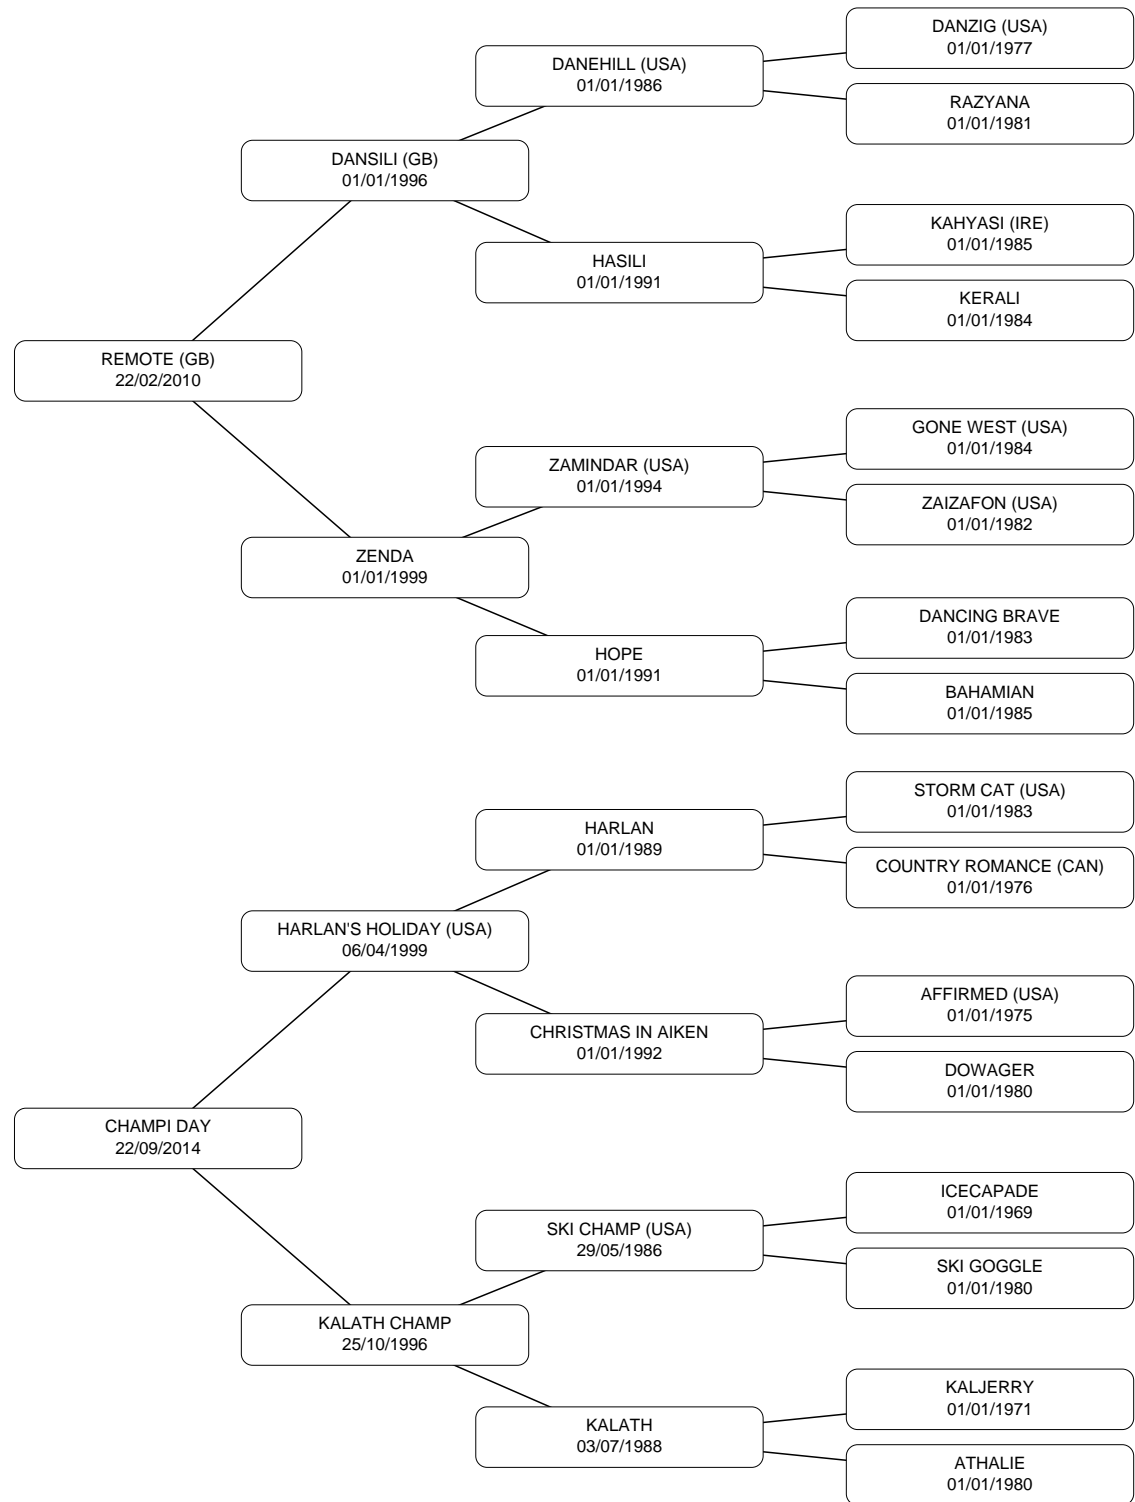 DANZIG (USA)
01/01/1977
DANEHILL (USA)
01/01/1986
RAZYANA
01/01/1981
DANSILI (GB)
01/01/1996
KAHYASI (IRE)
01/01/1985
HASILI
01/01/1991
KERALI
01/01/1984
REMOTE (GB)
22/02/2010
GONE WEST (USA)
01/01/1984
ZAMINDAR (USA)
01/01/1994
ZAIZAFON (USA)
01/01/1982
ZENDA
01/01/1999
DANCING BRAVE
01/01/1983
HOPE
01/01/1991
BAHAMIAN
01/01/1985
STORM CAT (USA)
01/01/1983
HARLAN
01/01/1989
COUNTRY ROMANCE (CAN)
01/01/1976
HARLAN'S HOLIDAY (USA)
06/04/1999
AFFIRMED (USA)
01/01/1975
CHRISTMAS IN AIKEN
01/01/1992
DOWAGER
01/01/1980
CHAMPI DAY
22/09/2014
ICECAPADE
01/01/1969
SKI CHAMP (USA)
29/05/1986
SKI GOGGLE
01/01/1980
KALATH CHAMP
25/10/1996
KALJERRY
01/01/1971
KALATH
03/07/1988
ATHALIE
01/01/1980